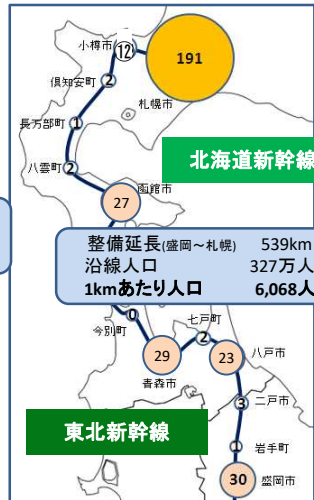 小樽市
⑫
191
倶知安町
2
札幌市
長万部町
1
北海道新幹線
八雲町
2
函館市
27
整備延長(盛岡~札幌) 539km
沿線人口 327万人
1kmあたり人口 6,068人
今別町
0
七戸町
2
29
青森市
23
八戸市
3
二戸市
東北新幹線
1
岩手町
30
盛岡市